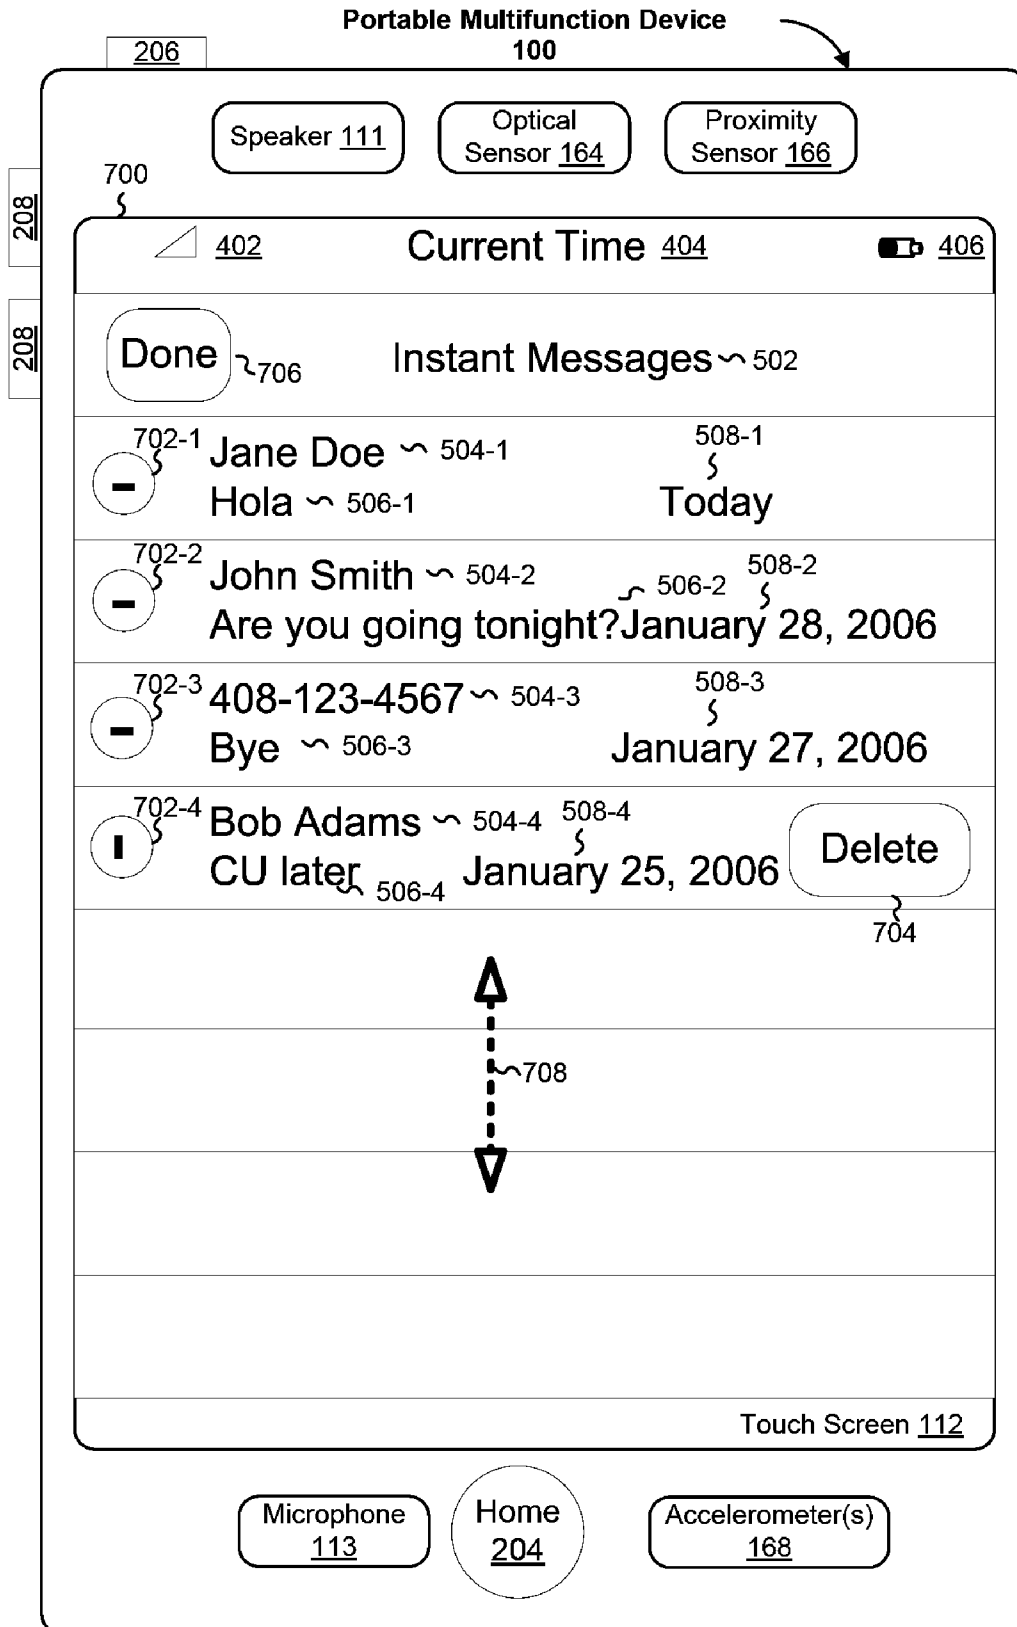 Portable Multifunction Device
100
206
Speaker 111
Optical
Sensor 164
Proximity
Sensor 166
208
208
700
402
Current Time 404
406
Done
706
Instant Messages 502
702-1
Jane Doe 504-1
508-1
Hola 506-1
Today
702-2
John Smith 504-2
506-2
508-2
Are you going tonight? January 28, 2006
702-3
408-123-4567 504-3
508-3
Bye 506-3
January 27, 2006
702-4
Bob Adams 504-4
508-4
CU later 506-4
January 25, 2006
Delete
704
708
Touch Screen 112
Microphone
113
Home
204
Accelerometer(s)
168